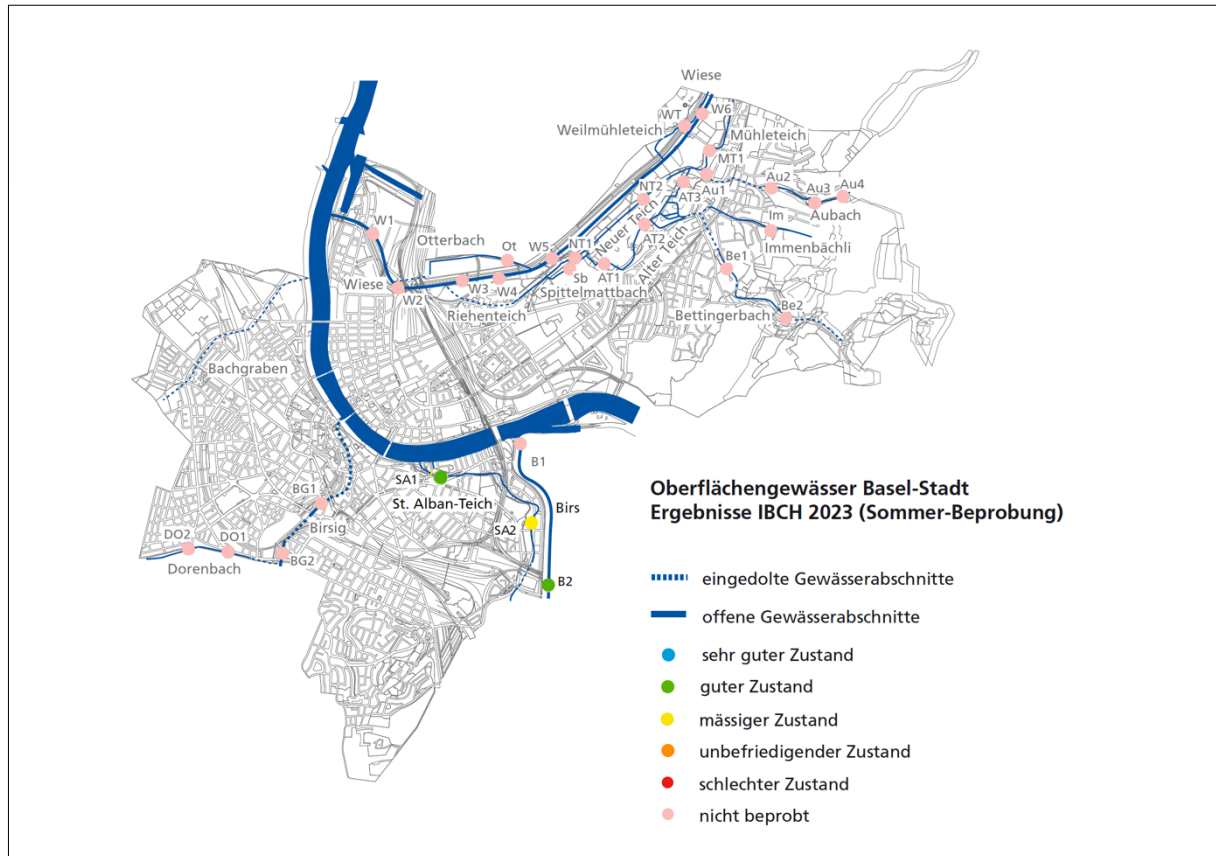 Wiese
WT
W6
Weilmühleteich
Mühleteich
MT1
Au2
Au3
Au4
NT2
AT3
Au1
Aubach
W1
Im
Neuer Teich
Otterbach
Ot
W5
NT1
AT2
Immenbächli
Alter Teich
Be1
Wiese
W2
W3
W4
Sb
AT1
Spittelmattbach
Riehenteich
Be2
Bettingerbach
Bachgraben
B1
SA1
BG1
St. Alban-Teich
Birs
Birsig
SA2
DO2
DO1
BG2
Dorenbach
B2
Oberflächengewässer Basel-Stadt
Ergebnisse IBCH 2023 (Sommer-Beprobung)
eingedolte Gewässerabschnitte
offene Gewässerabschnitte
sehr guter Zustand
guter Zustand
mässiger Zustand
unbefriedigender Zustand
schlechter Zustand
nicht beprobt